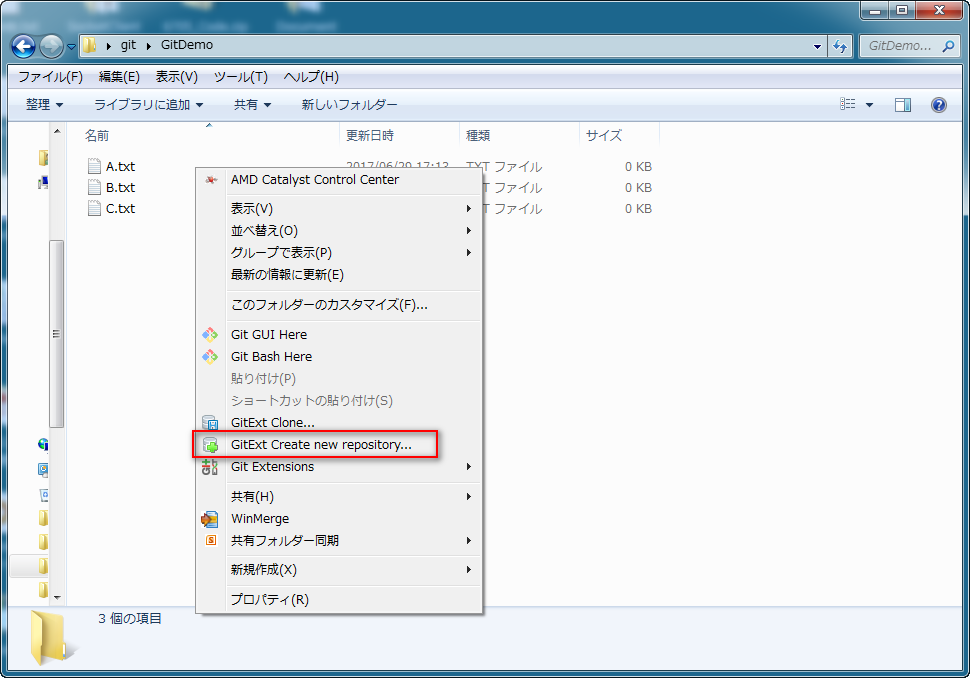 git ▸ GitDemo
GitDemo...
ファイル(F) 編集(E) 表示(V) ツール(T) ヘルプ(H)
整理 ライブラリに追加 共有 新しいフォルダー
名前 更新日時 種類 サイズ
A.txt 2017/06/29 17:13 TXT ファイル 0 KB
B.txt ファイル 0 KB
C.txt ファイル 0 KB
AMD Catalyst Control Center
表示(V)
並べ替え(O)
グループで表示(P)
最新の情報に更新(E)
このフォルダーのカスタマイズ(F)...
Git GUI Here
Git Bash Here
貼り付け(P)
ショートカットの貼り付け(S)
GitExt Clone...
GitExt Create new repository...
Git Extensions
共有(H)
WinMerge
共有フォルダー同期
新規作成(X)
プロパティ(R)
3 個の項目